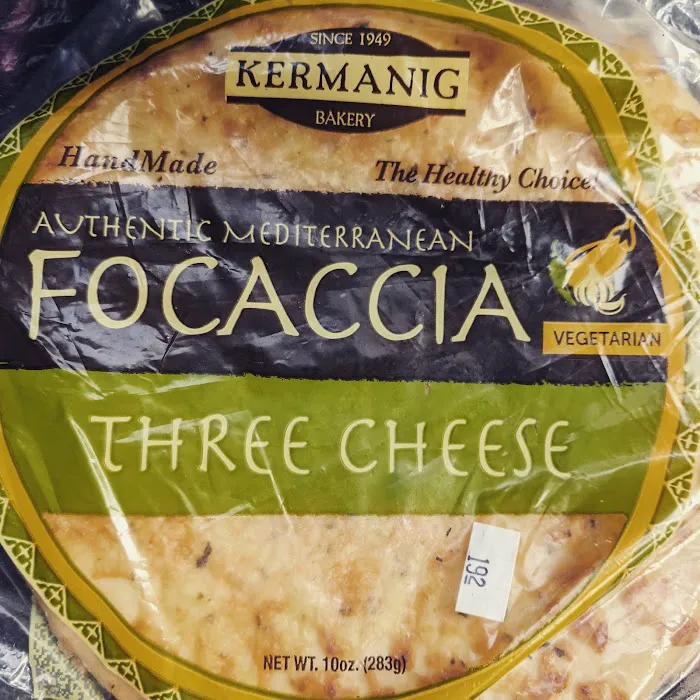 SINCE 1949
KERMANIG
BAKERY
HandMade
The Healthy Choice!
AUTHENTIC MEDITERRANEAN
FOCACCIA
VEGETARIAN
THREE CHEESE
192
NET WT. 10oz. (283g)